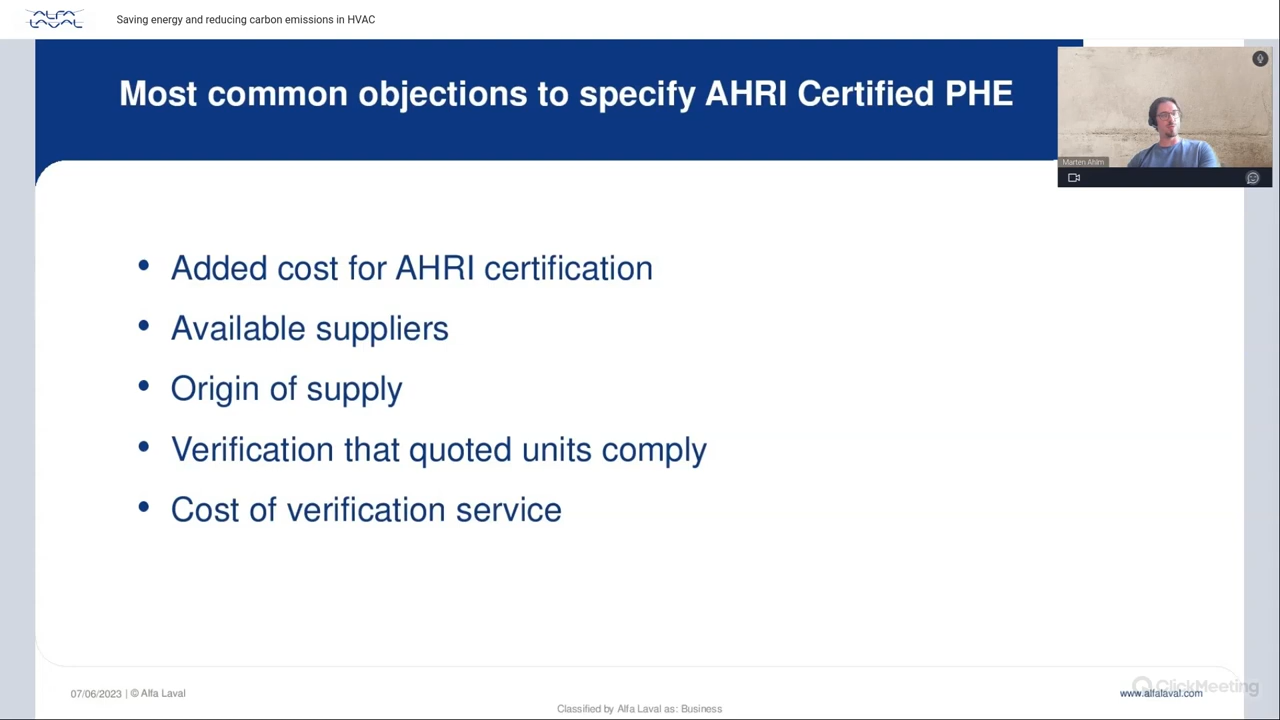 ALFA
LAVAL
Saving energy and reducing carbon emissions in HVAC
Most common objections to specify AHRI Certified PHE
Marten Ahlm
• Added cost for AHRI certification
• Available suppliers
• Origin of supply
• Verification that quoted units comply
• Cost of verification service
07/06/2023 | © Alfa Laval
www.alfalaval.com
ClickMeeting
Classified by Alfa Laval as: Business